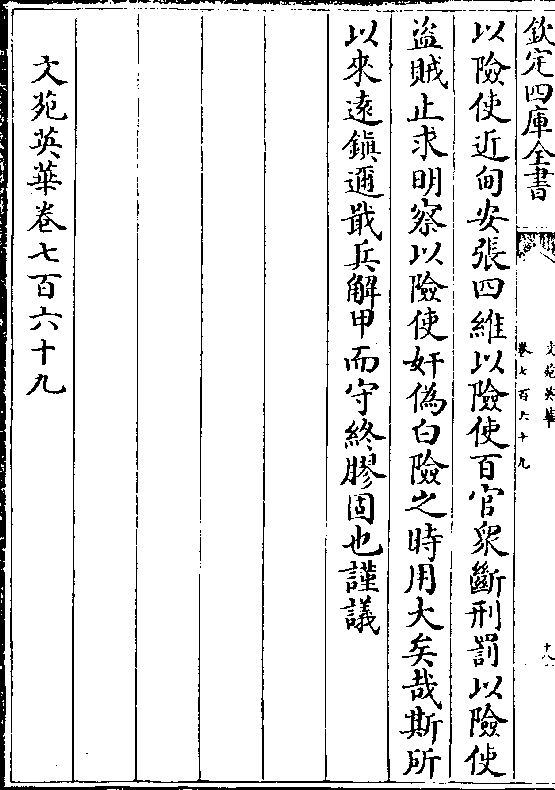 欽定四庫全書
文苑英華
卷七百六十九
十八
以險使近甸安張四維以險使百官衆斷刑罰以險使
盜賊止求明察以險使奸偽白險之時用大矣哉斯所
以來遠鎮邇戢兵解甲而守終膠固也謹議
文苑英華卷七百六十九